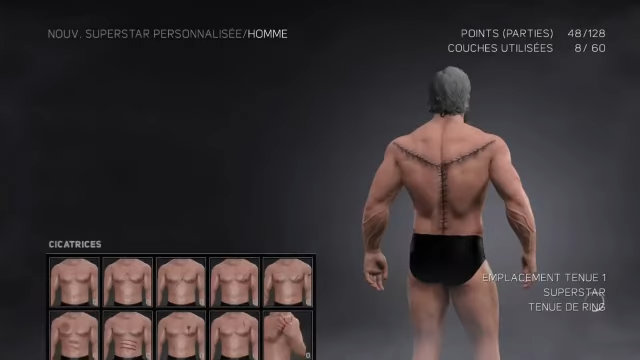 NOUV. SUPERSTAR PERSONNALISÉE/HOMME
POINTS (PARTIES) 48/128
COUCHES UTILISÉES 8/ 60
CICATRICES
EMPLACEMENT TENUE 1
SUPERSTAR
TENUE DE RING
0